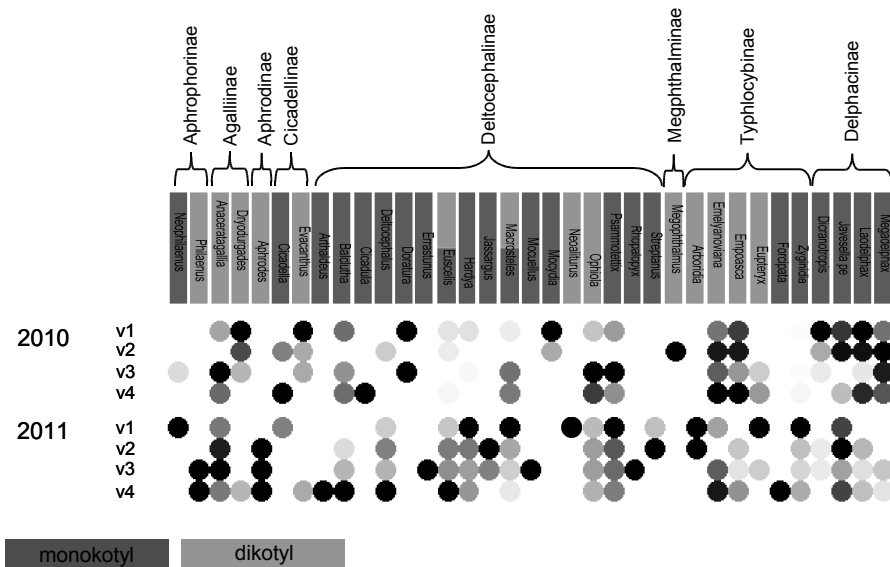 Aphrophorinae
Agalliinae
Aphrodinae
Cicadellinae
Deltocephalinae
Megphthalminae
Typhlocybinae
Delphacinae
Neophilaenus
Philaenus
Anaceratagallia
Dryodurgades
Aphrodes
Cicadella
Evacanthus
Arthaldeus
Balclutha
Cicadula
Deltocephalus
Doratura
Errastunus
Euscelis
Hardya
Jassargus
Macrosteles
Mocuellus
Mocydia
Neoaliturus
Ophiola
Psammotettix
Rhopalopyx
Streptanus
Megophthalmus
Arboridia
Emelyanoviana
Empoasca
Eupteryx
Forcipata
Zyginidia
Dicranotropis
Javesella pe
Laodelphax
Megadelphax
2010
v1
v2
v3
v4
2011
v1
v2
v3
v4
monokotyl
dikotyl